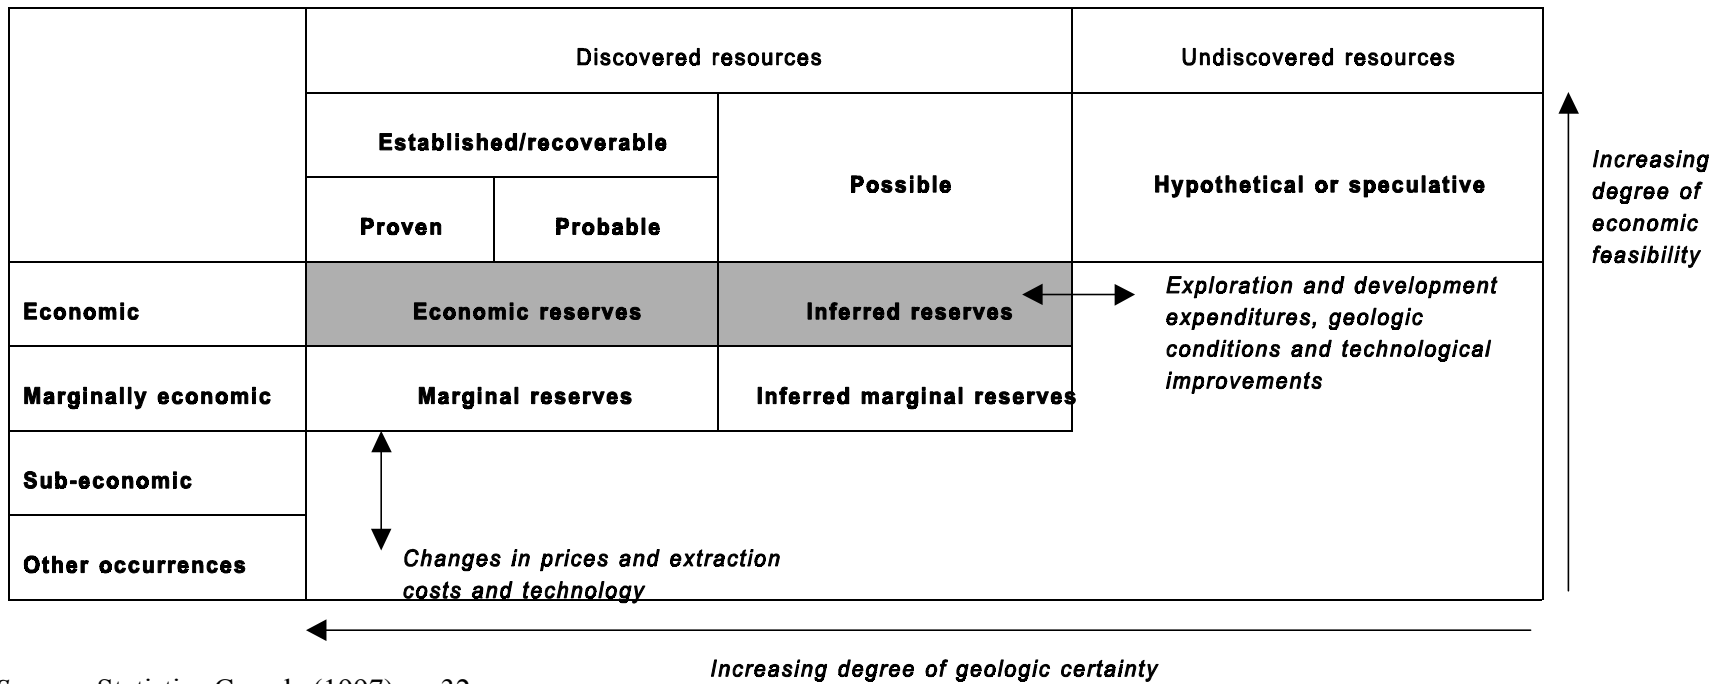 Discovered resources
Undiscovered resources
Established/recoverable
Possible
Hypothetical or speculative
Proven
Probable
Increasing
degree of
economic
feasibility
Economic
Economic reserves
Inferred reserves
Exploration and development
expenditures, geologic
conditions and technological
improvements
Marginally economic
Marginal reserves
Inferred marginal reserves
Sub-economic
Other occurrences
Changes in prices and extraction
costs and technology
Increasing degree of geologic certainty